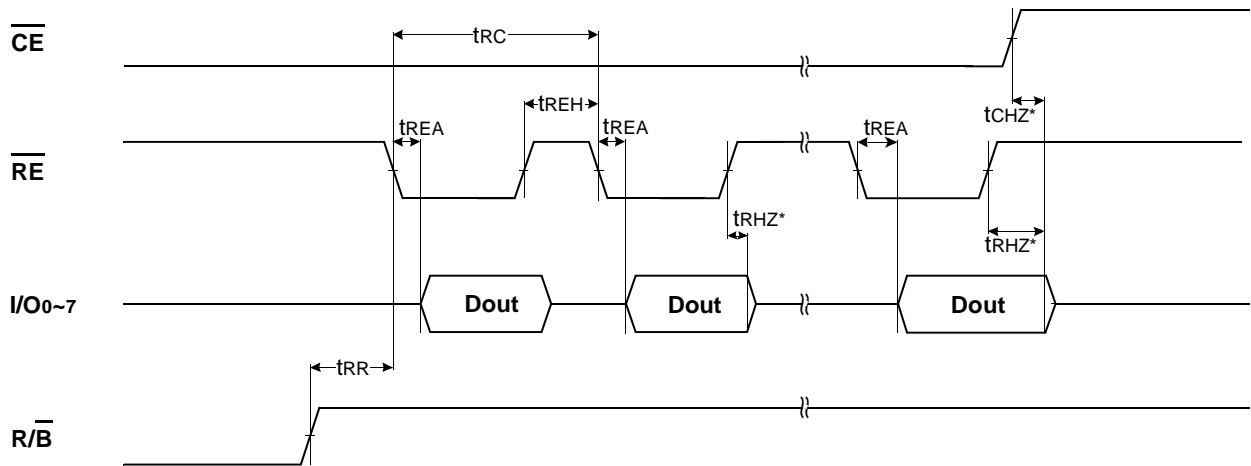 CE
tRC
tREH
tCHZ*
tREA
tREA
tREA
RE
tRHZ*
tRHZ*
I/O0~7
Dout
Dout
Dout
tRR
R/B